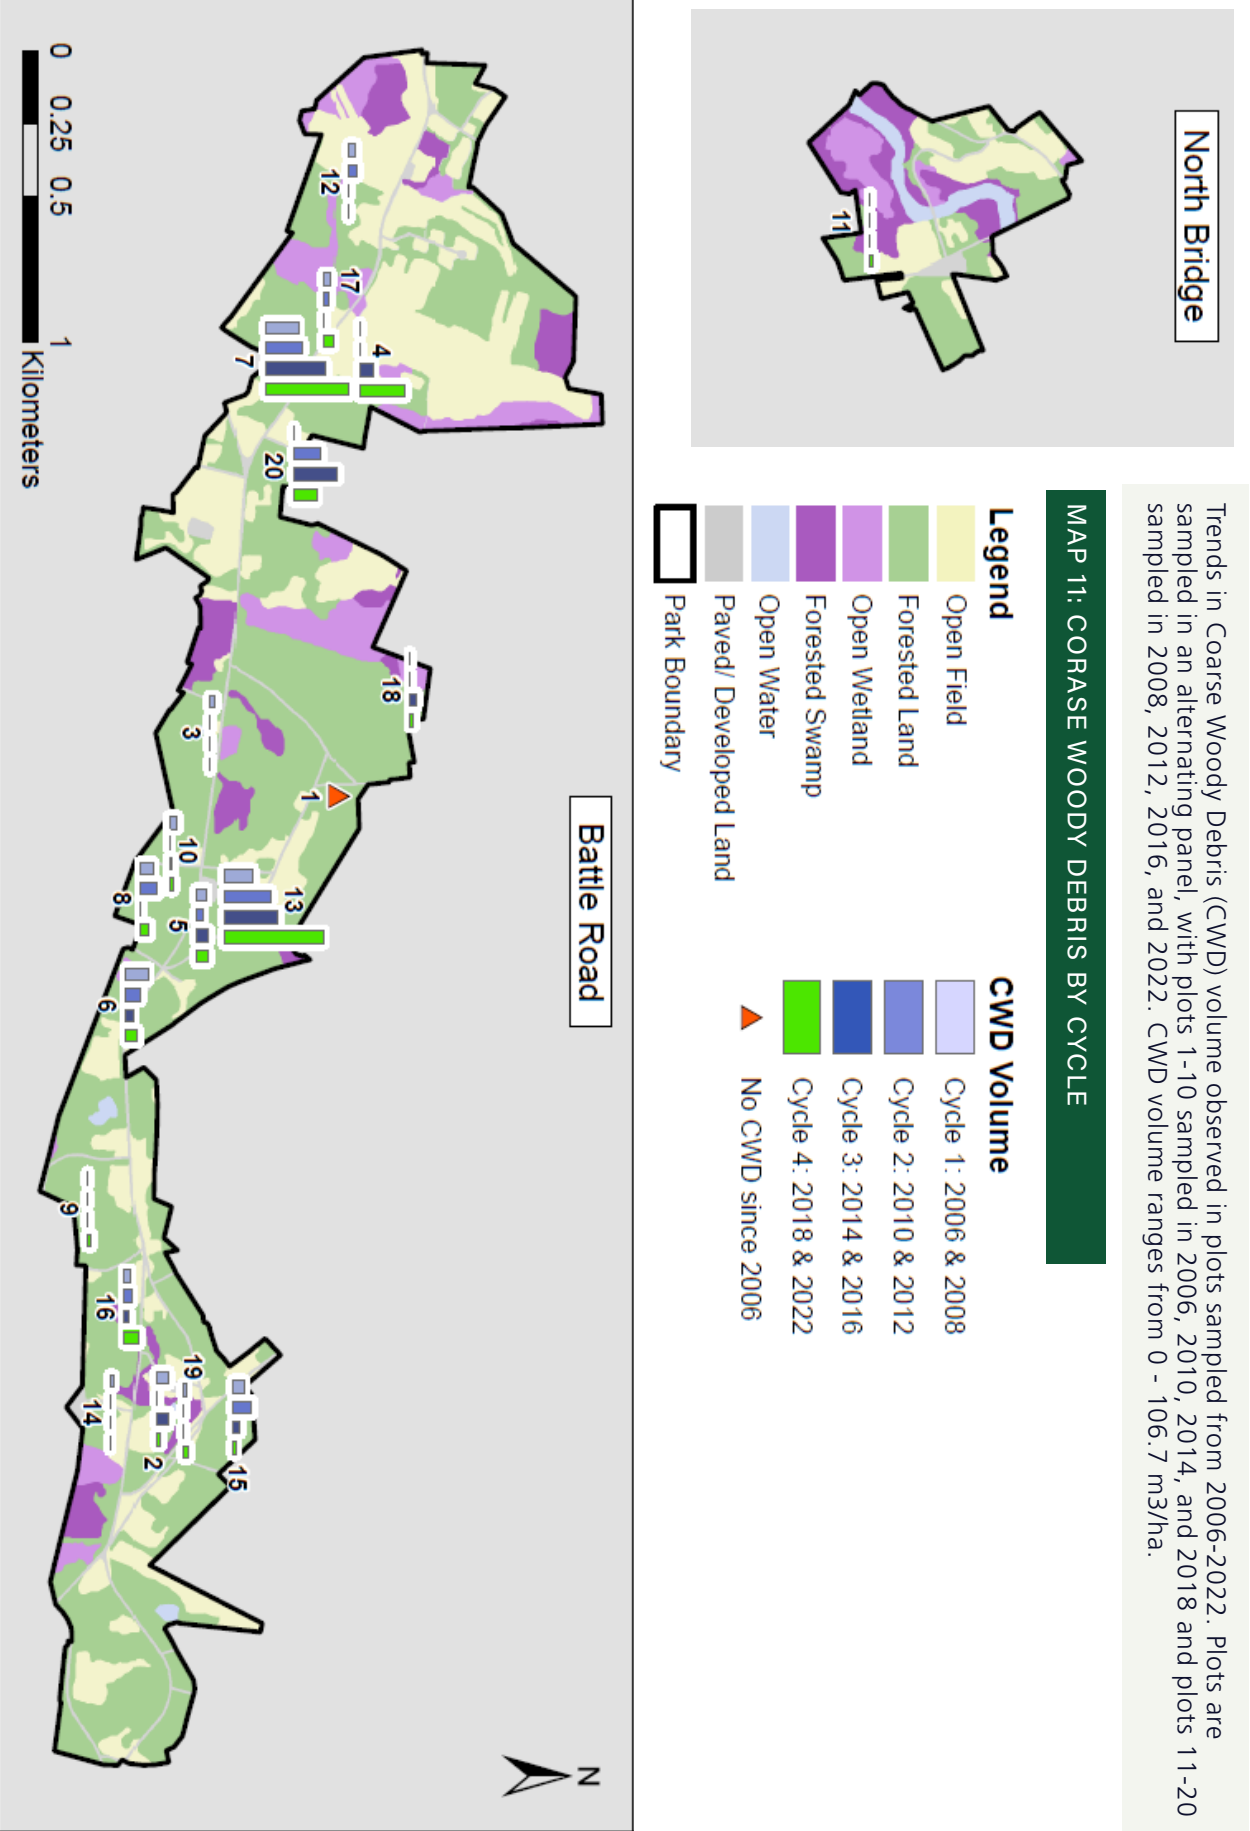 Trends in Coarse Woody Debris (CWD) volume observed in plots sampled from 2006-2022. Plots are
sampled in an alternating panel, with plots 1-10 sampled in 2006, 2010, 2014, and 2018 and plots 11-20
sampled in 2008, 2012, 2016, and 2022. CWD volume ranges from 0 - 106.7 m3/ha.
MAP 11: CORASE WOODY DEBRIS BY CYCLE
North Bridge
11
Legend
Open Field
Forested Land
Open Wetland
Forested Swamp
Open Water
Paved/ Developed Land
Park Boundary
CWD Volume
Cycle 1: 2006 & 2008
Cycle 2: 2010 & 2012
Cycle 3: 2014 & 2016
Cycle 4: 2018 & 2022
No CWD since 2006
Battle Road
N
12
17
4
7
20
18
3
1
10
13
8
5
6
9
16
19
15
14
2
0 0.25 0.5 1
Kilometers